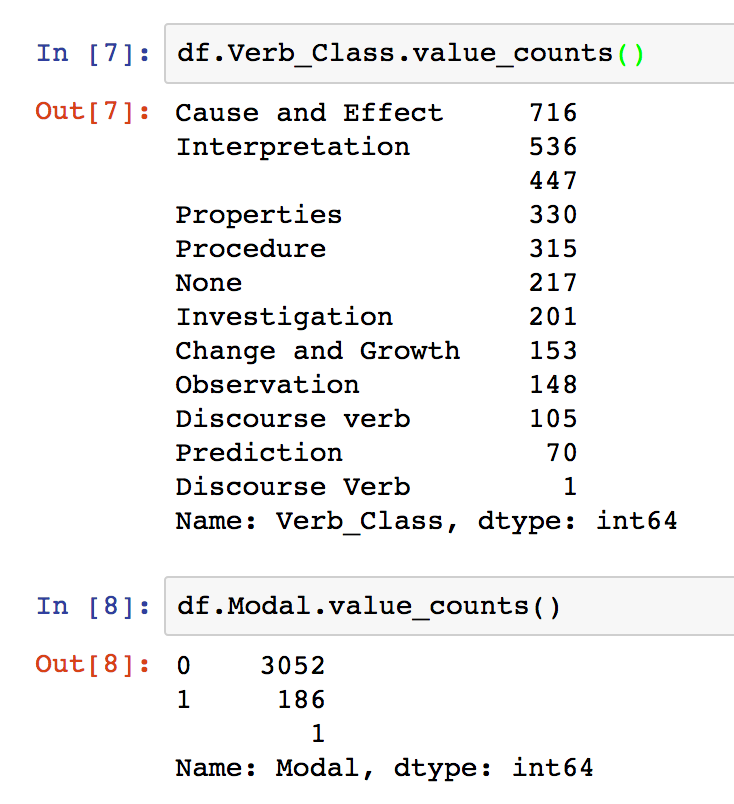 In [7]: df.Verb_Class.value_counts()
Out[7]: Cause and Effect 716
Interpretation 536
447
Properties 330
Procedure 315
None 217
Investigation 201
Change and Growth 153
Observation 148
Discourse verb 105
Prediction 70
Discourse Verb 1
Name: Verb_Class, dtype: int64
In [8]: df.Modal.value_counts()
Out[8]: 0 3052
1 186
1
Name: Modal, dtype: int64